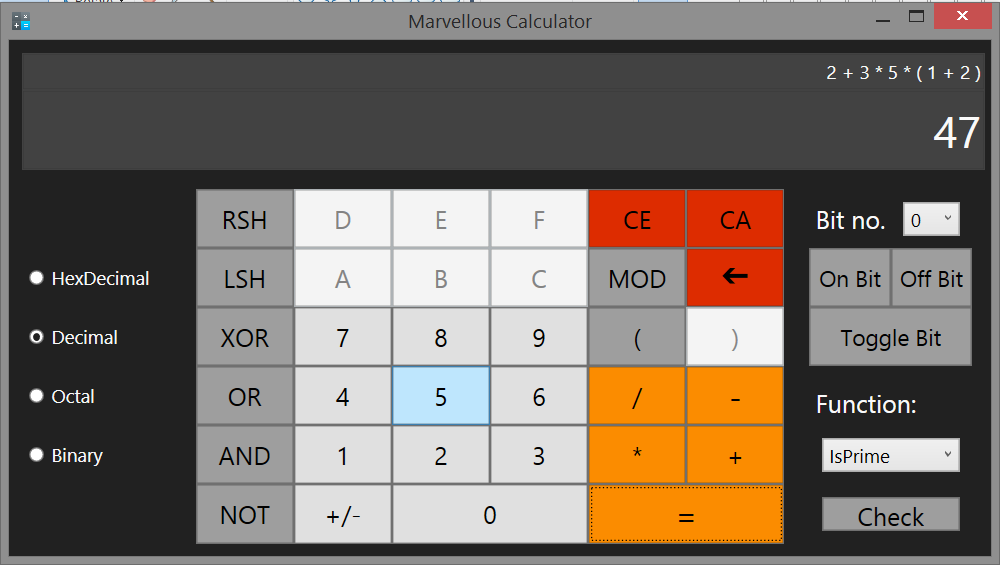 Marvellous Calculator
2 + 3 * 5 * ( 1 + 2 )
47
RSH D E F CE CA Bit no. 0
HexDecimal LSH A B C MOD ← On Bit Off Bit
Decimal XOR 7 8 9 ( ) Toggle Bit
Octal OR 4 5 6 / - Function:
Binary AND 1 2 3 * + IsPrime
NOT +/- 0 = Check